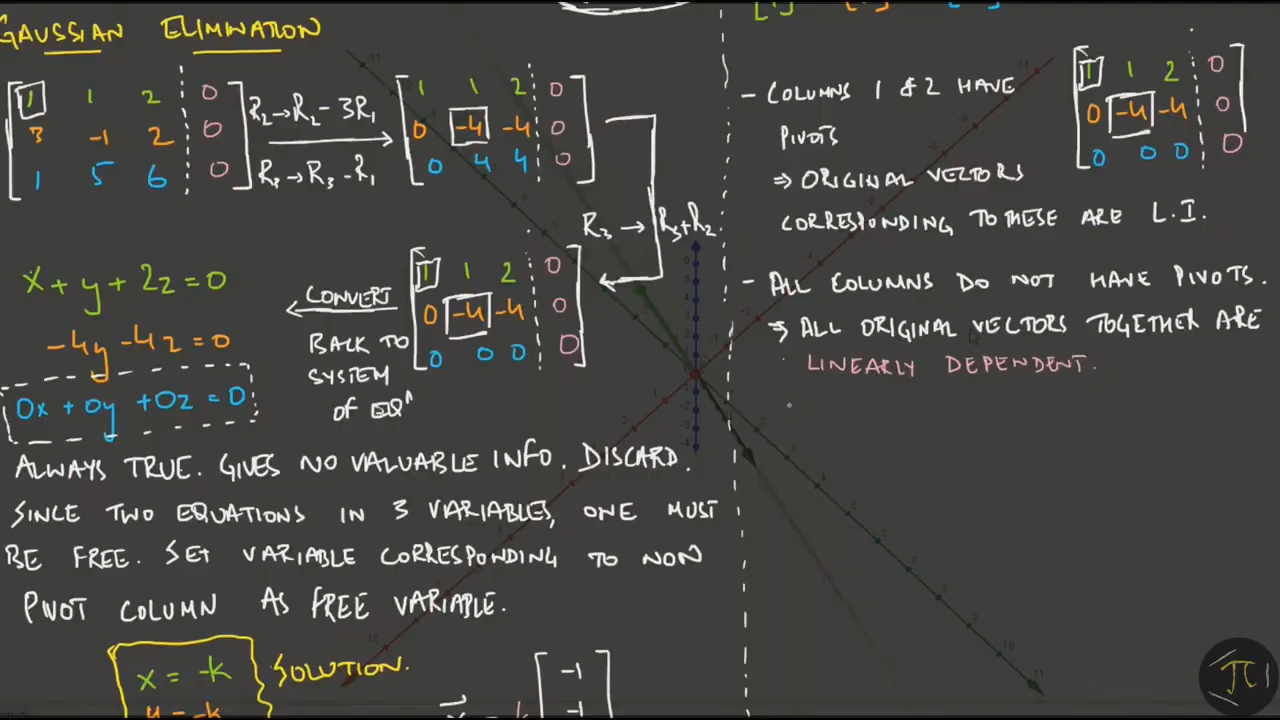 GAUSSIAN ELIMINATION
1 1 2 0
3 -1 2 0
1 5 6 0
R2→R2 - 3R1
R3→R3 - R1
1 1 2 0
0 -4 -4 0
0 4 4 0
R3 → R3+R2
1 1 2 0
0 -4 -4 0
0 0 0 0
CONVERT
BACK TO
SYSTEM
OF EQn
x + y + 2z = 0
-4y - 4z = 0
0x + 0y + 0z = 0
ALWAYS TRUE. GIVES NO VALUABLE INFO. DISCARD.
SINCE TWO EQUATIONS IN 3 VARIABLES, ONE MUST
BE FREE. SET VARIABLE CORRESPONDING TO NON
PIVOT COLUMN AS FREE VARIABLE.
x = -k
y = -k
SOLUTION.
-1
-1
- COLUMNS 1 & 2 HAVE
PIVOTS
⇒ ORIGINAL VECTORS
CORRESPONDING TO THESE ARE L.I.
1 1 2 0
0 -4 -4 0
0 0 0 0
- ALL COLUMNS DO NOT HAVE PIVOTS.
⇒ ALL ORIGINAL VECTORS TOGETHER ARE
LINEARLY DEPENDENT.